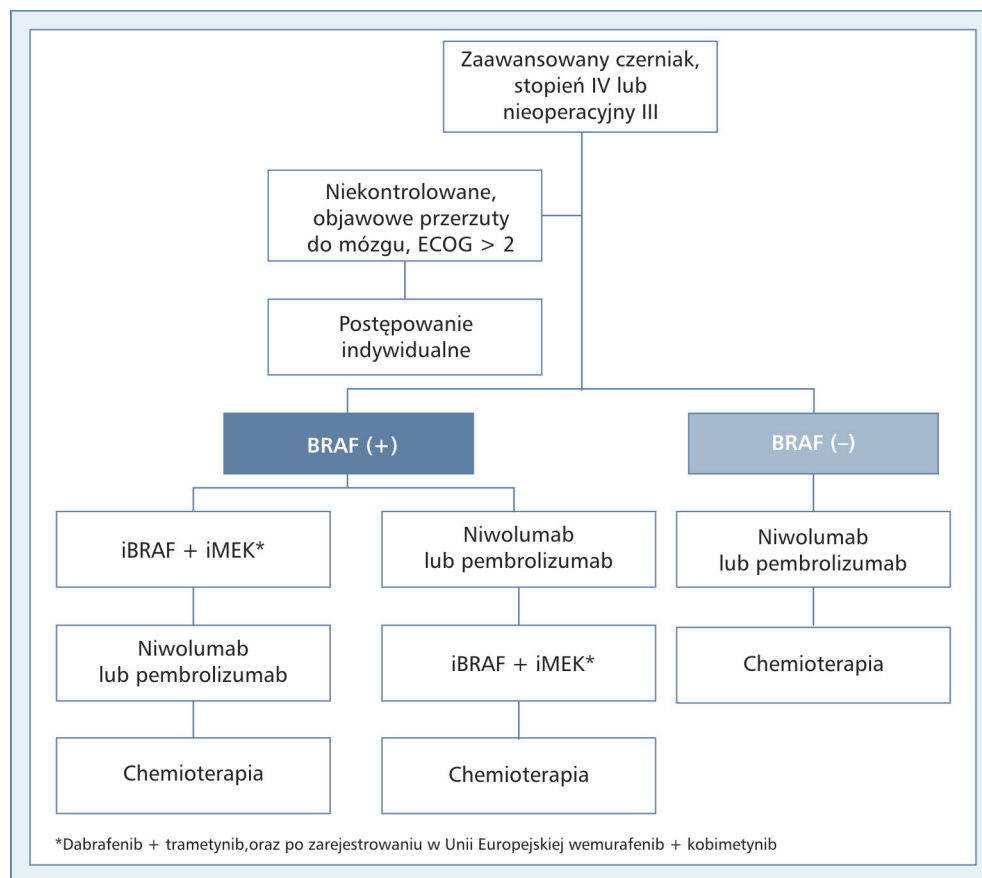 Zaawansowany czerniak,
stopień IV lub
nieoperacyjny III
Niekontrolowane,
objawowe przerzuty
do mózgu, ECOG > 2
Postępowanie
indywidualne
BRAF (+)
BRAF (–)
iBRAF + iMEK*
Niwolumab
lub pembrolizumab
Niwolumab
lub pembrolizumab
Niwolumab
lub pembrolizumab
iBRAF + iMEK*
Chemioterapia
Chemioterapia
Chemioterapia
*Dabrafenib + trametynib,oraz po zarejestrowaniu w Unii Europejskiej wemurafenib + kobimetynib